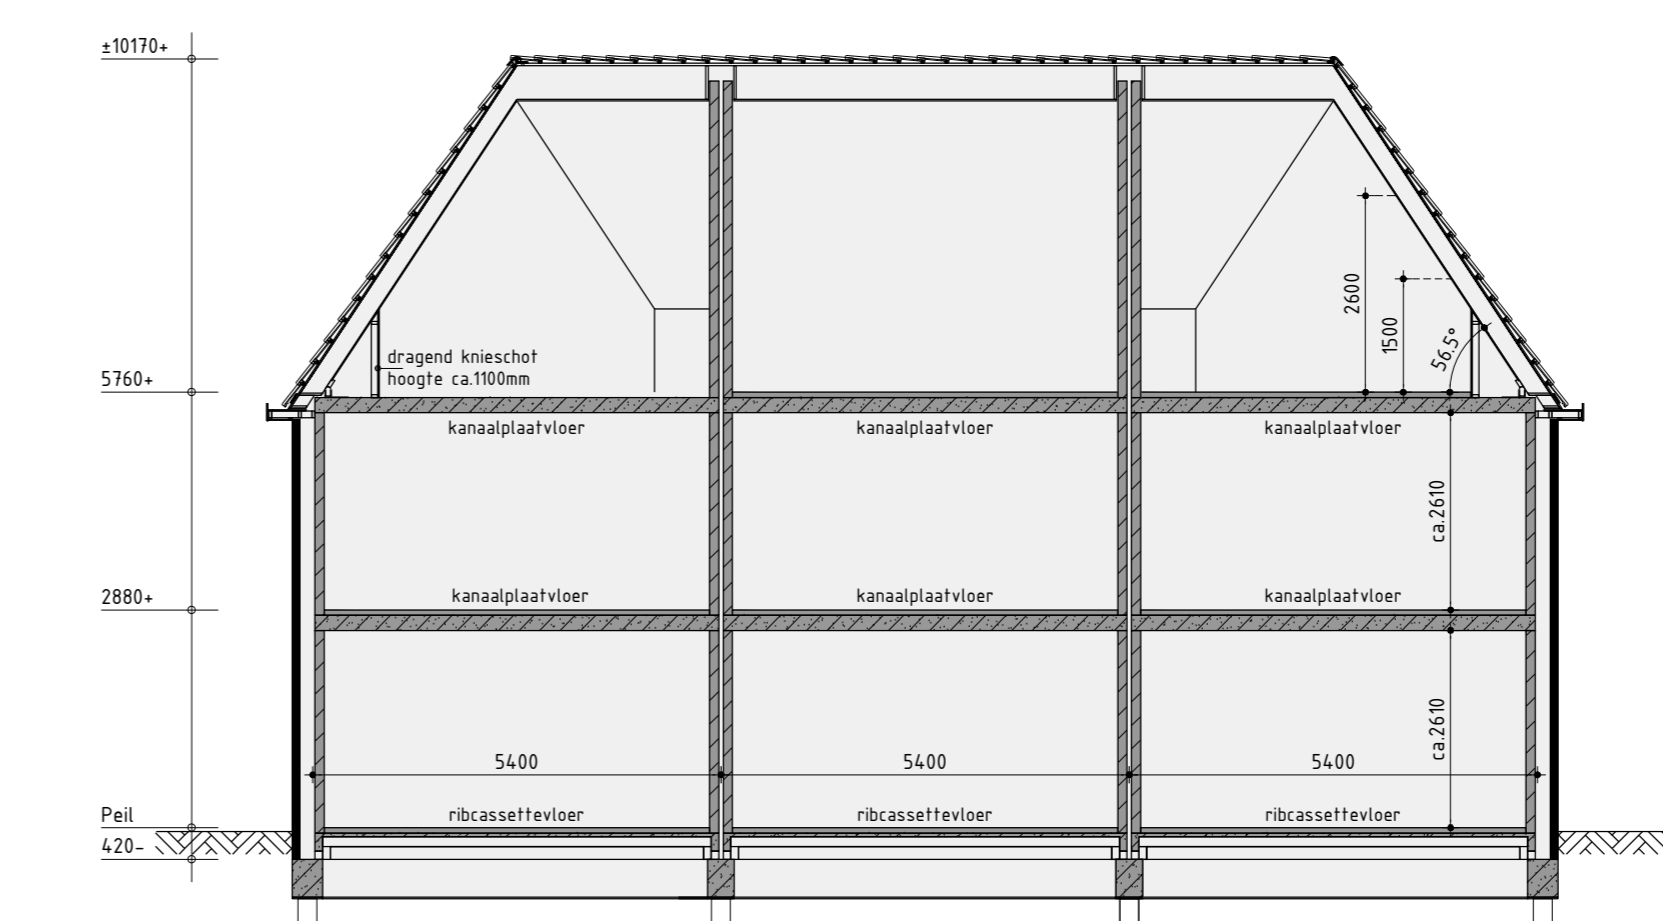 ±10170+
2600
1500
56.5°
dragend knieschot
hoogte ca.1100mm
5760+
kanaalplaatvloer
kanaalplaatvloer
kanaalplaatvloer
ca.2610
2880+
kanaalplaatvloer
kanaalplaatvloer
kanaalplaatvloer
ca.2610
5400
5400
5400
Peil
ribcassettevloer
ribcassettevloer
ribcassettevloer
420-